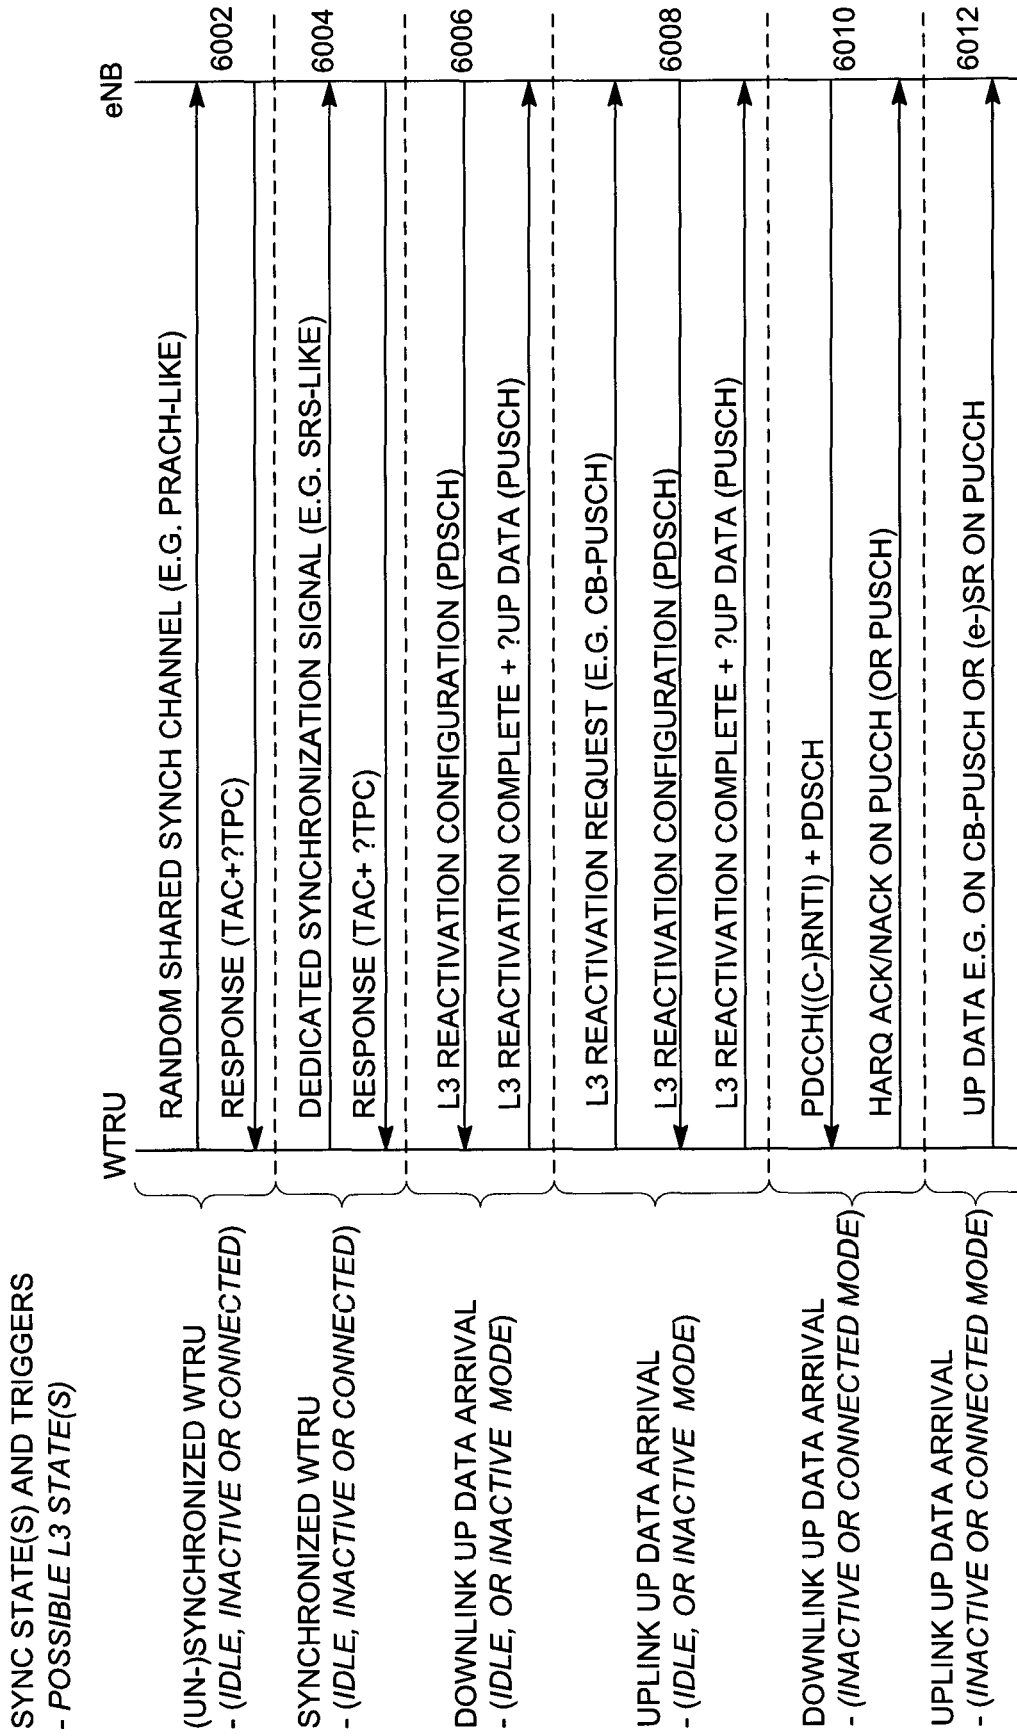 SYNC STATE(S) AND TRIGGERS
- POSSIBLE L3 STATE(S)
WTRU
eNB
(UN-)SYNCHRONIZED WTRU
- (IDLE, INACTIVE OR CONNECTED)
RANDOM SHARED SYNCH CHANNEL (E.G. PRACH-LIKE)
RESPONSE (TAC+?TPC)
6002
SYNCHRONIZED WTRU
- (IDLE, INACTIVE OR CONNECTED)
DEDICATED SYNCHRONIZATION SIGNAL (E.G. SRS-LIKE)
RESPONSE (TAC+ ?TPC)
6004
DOWNLINK UP DATA ARRIVAL
- (IDLE, OR INACTIVE MODE)
L3 REACTIVATION CONFIGURATION (PDSCH)
L3 REACTIVATION COMPLETE + ?UP DATA (PUSCH)
6006
UPLINK UP DATA ARRIVAL
- (IDLE, OR INACTIVE MODE)
L3 REACTIVATION REQUEST (E.G. CB-PUSCH)
L3 REACTIVATION CONFIGURATION (PDSCH)
L3 REACTIVATION COMPLETE + ?UP DATA (PUSCH)
6008
DOWNLINK UP DATA ARRIVAL
- (INACTIVE OR CONNECTED MODE)
PDCCH((C-)RNTI) + PDSCH
HARQ ACK/NACK ON PUCCH (OR PUSCH)
6010
UPLINK UP DATA ARRIVAL
- (INACTIVE OR CONNECTED MODE)
UP DATA E.G. ON CB-PUSCH OR (e-)SR ON PUCCH
6012